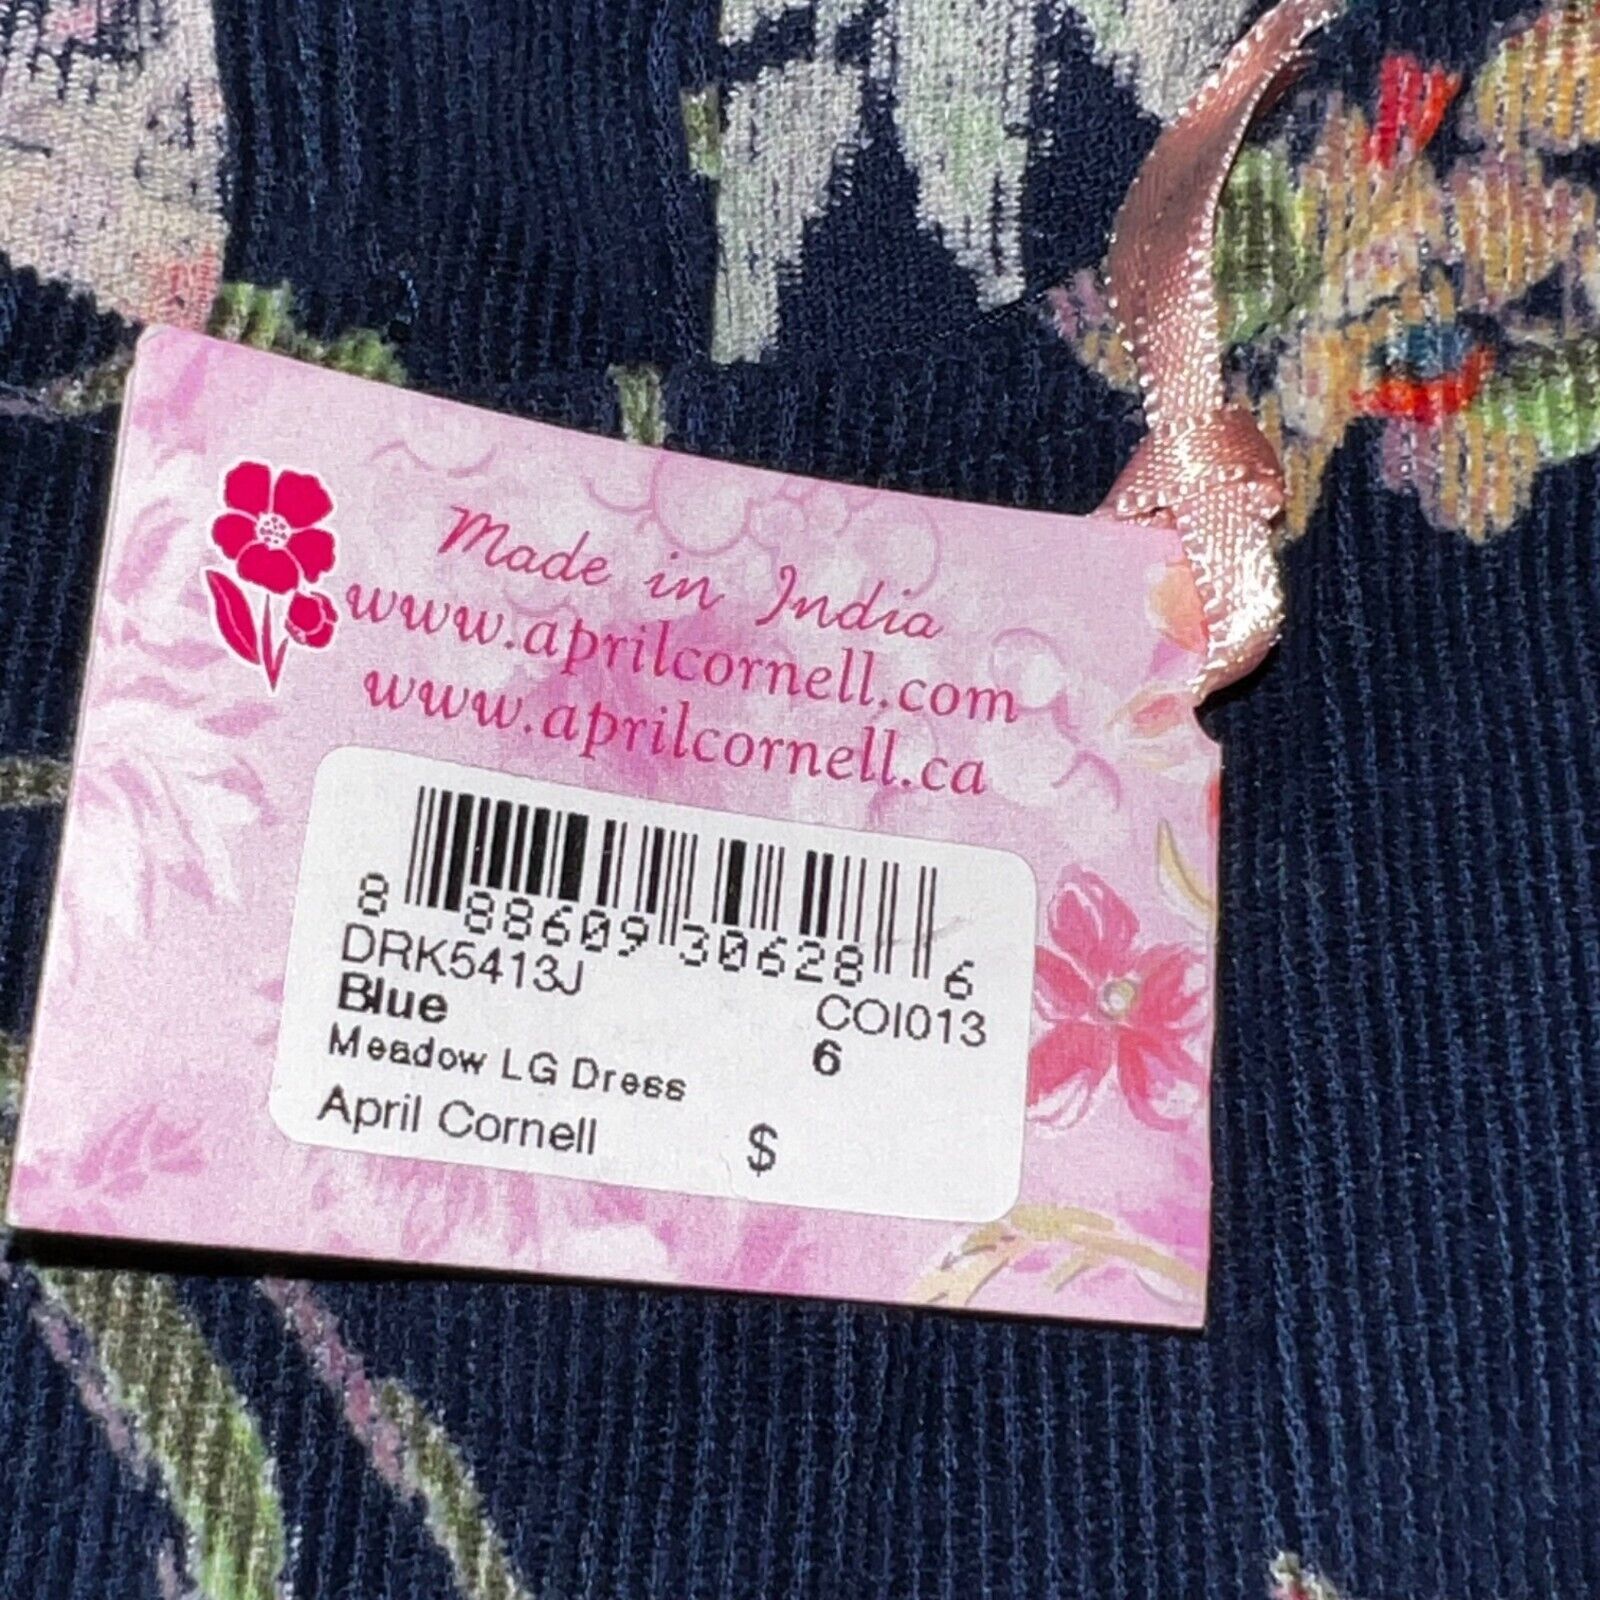 Made in India
www.aprilcornell.com
www.aprilcornell.ca
8 88609 30628 6
DRK5413J
Blue COI013
Meadow LG Dress 6
April Cornell $